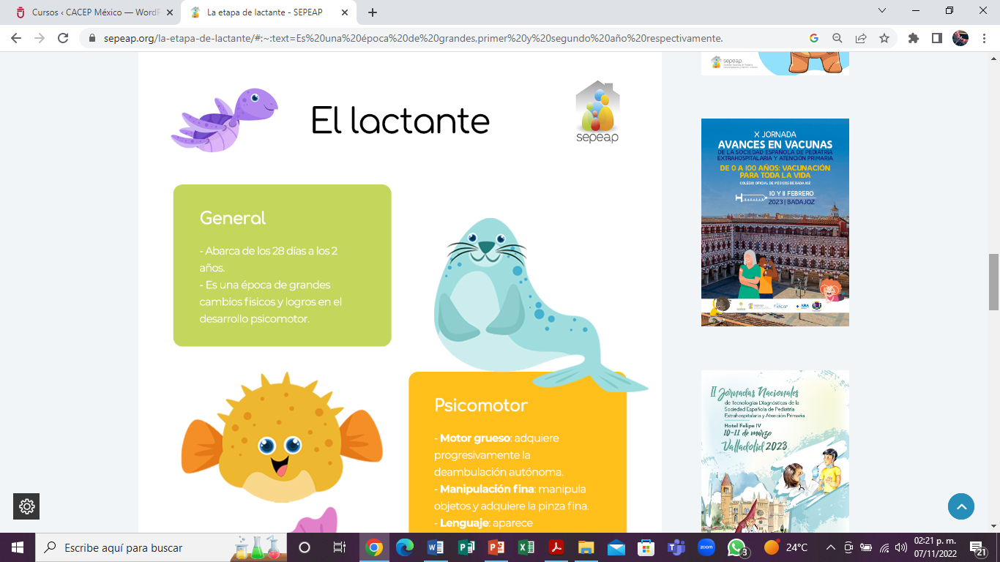 Cursos ‹ CACEP México — WordP
La etapa de lactante - SEPEAP
sepeap.org/la-etapa-de-lactante/#:~:text=Es%20una%20época%20de%20grandes,primer%20y%20segundo%20año%20respectivamente.
El lactante
sepeap
General
- Abarca de los 28 días a los 2
años.
- Es una época de grandes
cambios físicos y logros en el
desarrollo psicomotor.
Psicomotor
- Motor grueso: adquiere
progresivamente la
deambulación autónoma.
- Manipulación fina: manipula
objetos y adquiere la pinza fina.
- Lenguaje: aparece
sepeap
X JORNADA
AVANCES EN VACUNAS
DE LA SOCIEDAD ESPAÑOLA DE PEDIATRÍA
EXTRAHOSPITALARIA Y ATENCIÓN PRIMARIA
DE 0 A 100 AÑOS: VACUNACIÓN
PARA TODA LA VIDA
COLEGIO OFICIAL DE MÉDICOS DE BADAJOZ
10 Y 11 FEBRERO
2023 | BADAJOZ
II Jornadas Nacionales
de Tecnologías Diagnósticas de la
Sociedad Española de Pediatría
Extrahospitalaria y Atención Primaria
Hotel Felipe IV
10-11 de marzo
Valladolid 2023
Escribe aquí para buscar
zoom
3
24°C
02:21 p. m.
07/11/2022
21